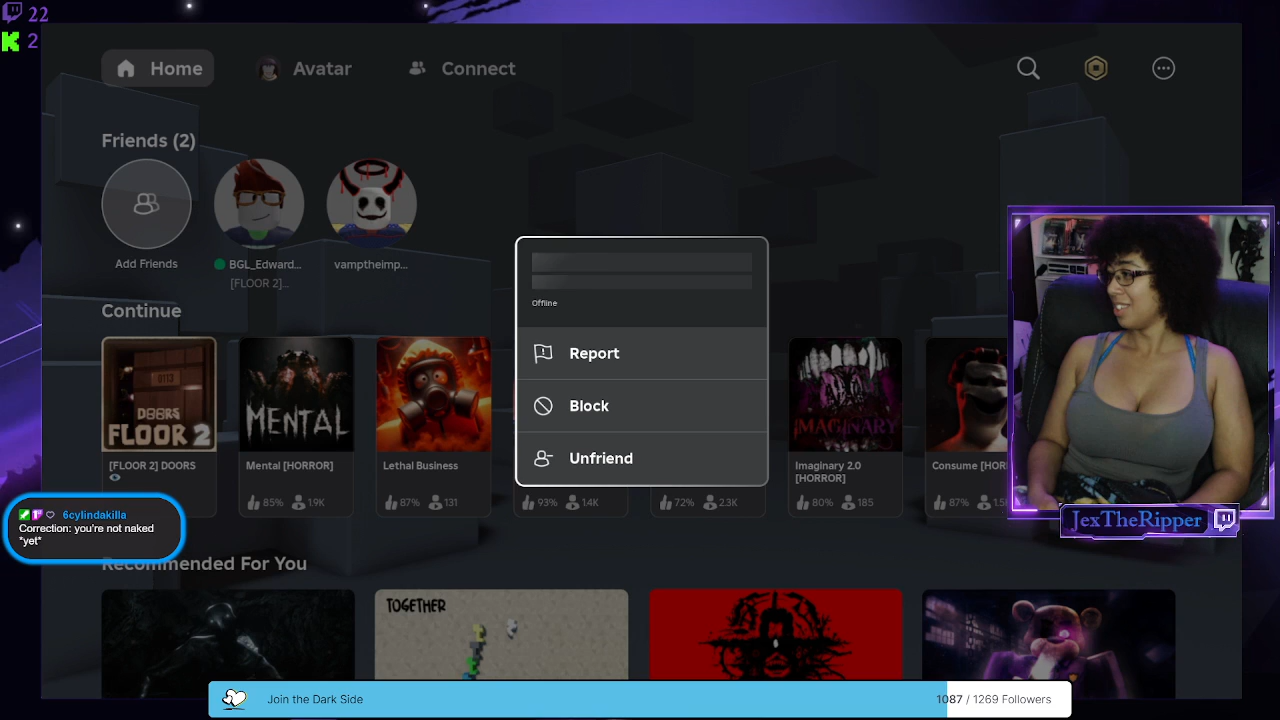 22
2
Home
Avatar
Connect
Friends (2)
Add Friends
BGL_Edward...
[FLOOR 2]...
vamptheimp...
Continue
0113
DOORS
FLOOR 2
[FLOOR 2] DOORS
MENTAL
Mental [HORROR]
85% 1.9K
Lethal Business
87% 131
93% 1.4K
72% 2.3K
IMAGINARY
Imaginary 2.0
[HORROR]
80% 185
Consume [HOR
87%
Offline
Report
Block
Unfriend
JexTheRipper
6cylindakilla
Correction: you're not naked
*yet*
Recommended For You
TOGETHER
Join the Dark Side
1087 / 1269 Followers